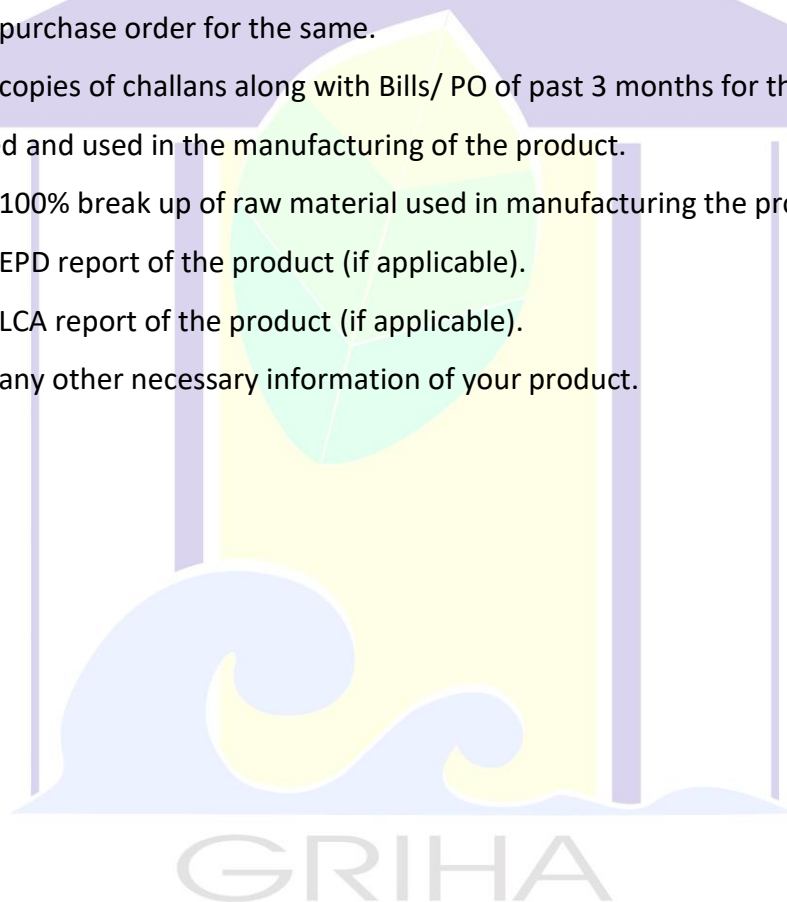 purchase order for the same.
copies of challans along with Bills/ PO of past 3 months for th
d and used in the manufacturing of the product.
100% break up of raw material used in manufacturing the pro
EPD report of the product (if applicable).
LCA report of the product (if applicable).
any other necessary information of your product.
GRIHA